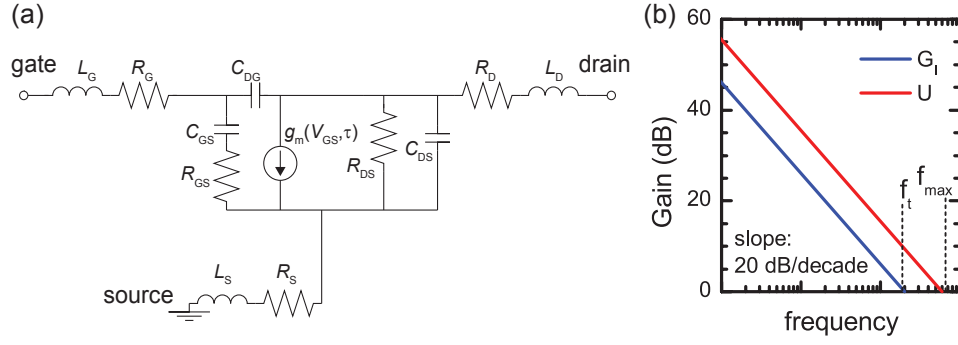 (a)
gate
L_G
R_G
C_DG
R_D
L_D
drain
C_GS
R_GS
g_m(V_GS,τ)
R_DS
C_DS
L_S
R_S
source
(b)
60
40
20
0
Gain (dB)
G_I
U
f_t
f_max
slope:
20 dB/decade
frequency